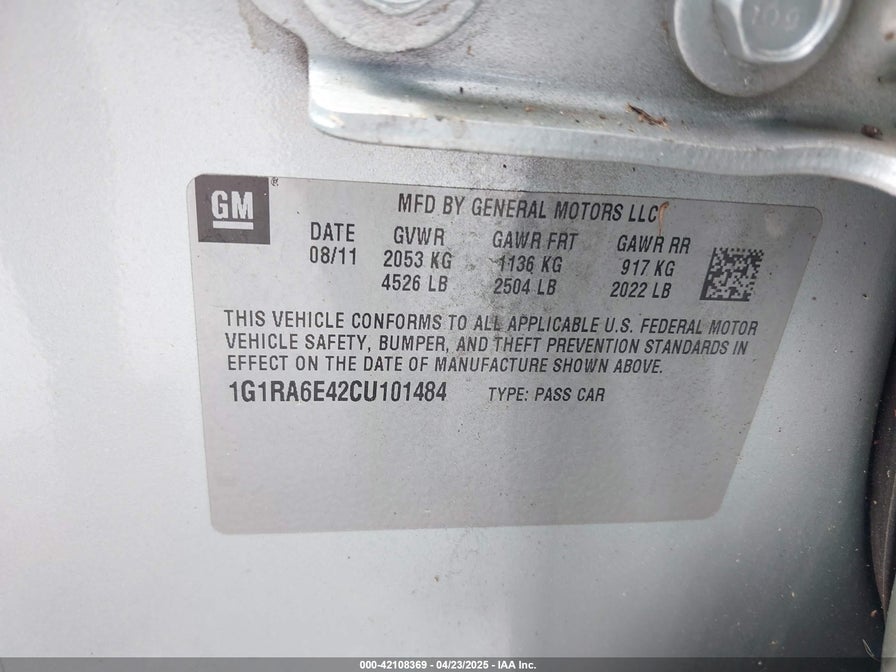 109
GM ®
MFD BY GENERAL MOTORS LLC
DATE GVWR GAWR FRT GAWR RR
08/11 2053 KG 1136 KG 917 KG
4526 LB 2504 LB 2022 LB
THIS VEHICLE CONFORMS TO ALL APPLICABLE U.S. FEDERAL MOTOR
VEHICLE SAFETY, BUMPER, AND THEFT PREVENTION STANDARDS IN
EFFECT ON THE DATE OF MANUFACTURE SHOWN ABOVE.
1G1RA6E42CU101484 TYPE: PASS CAR
000-42108369 - 04/23/2025 - IAA Inc.